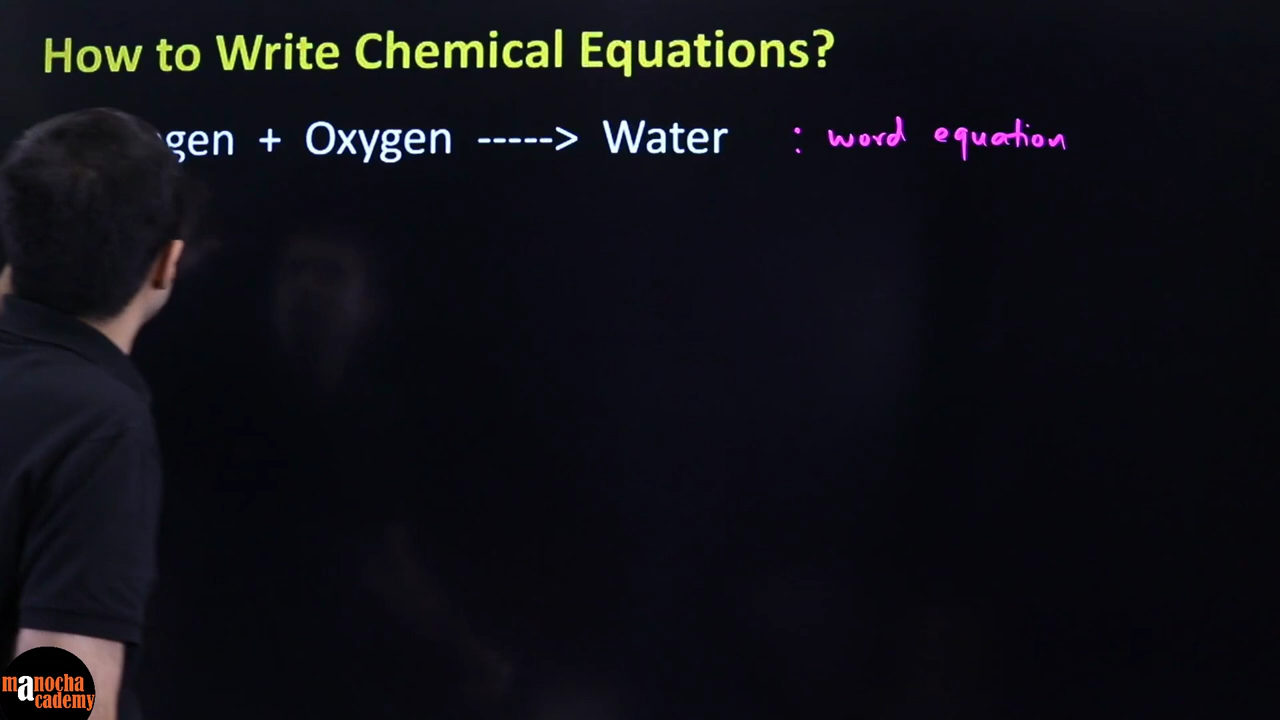 How to Write Chemical Equations?
gen + Oxygen -----> Water : word equation
manocha
academy